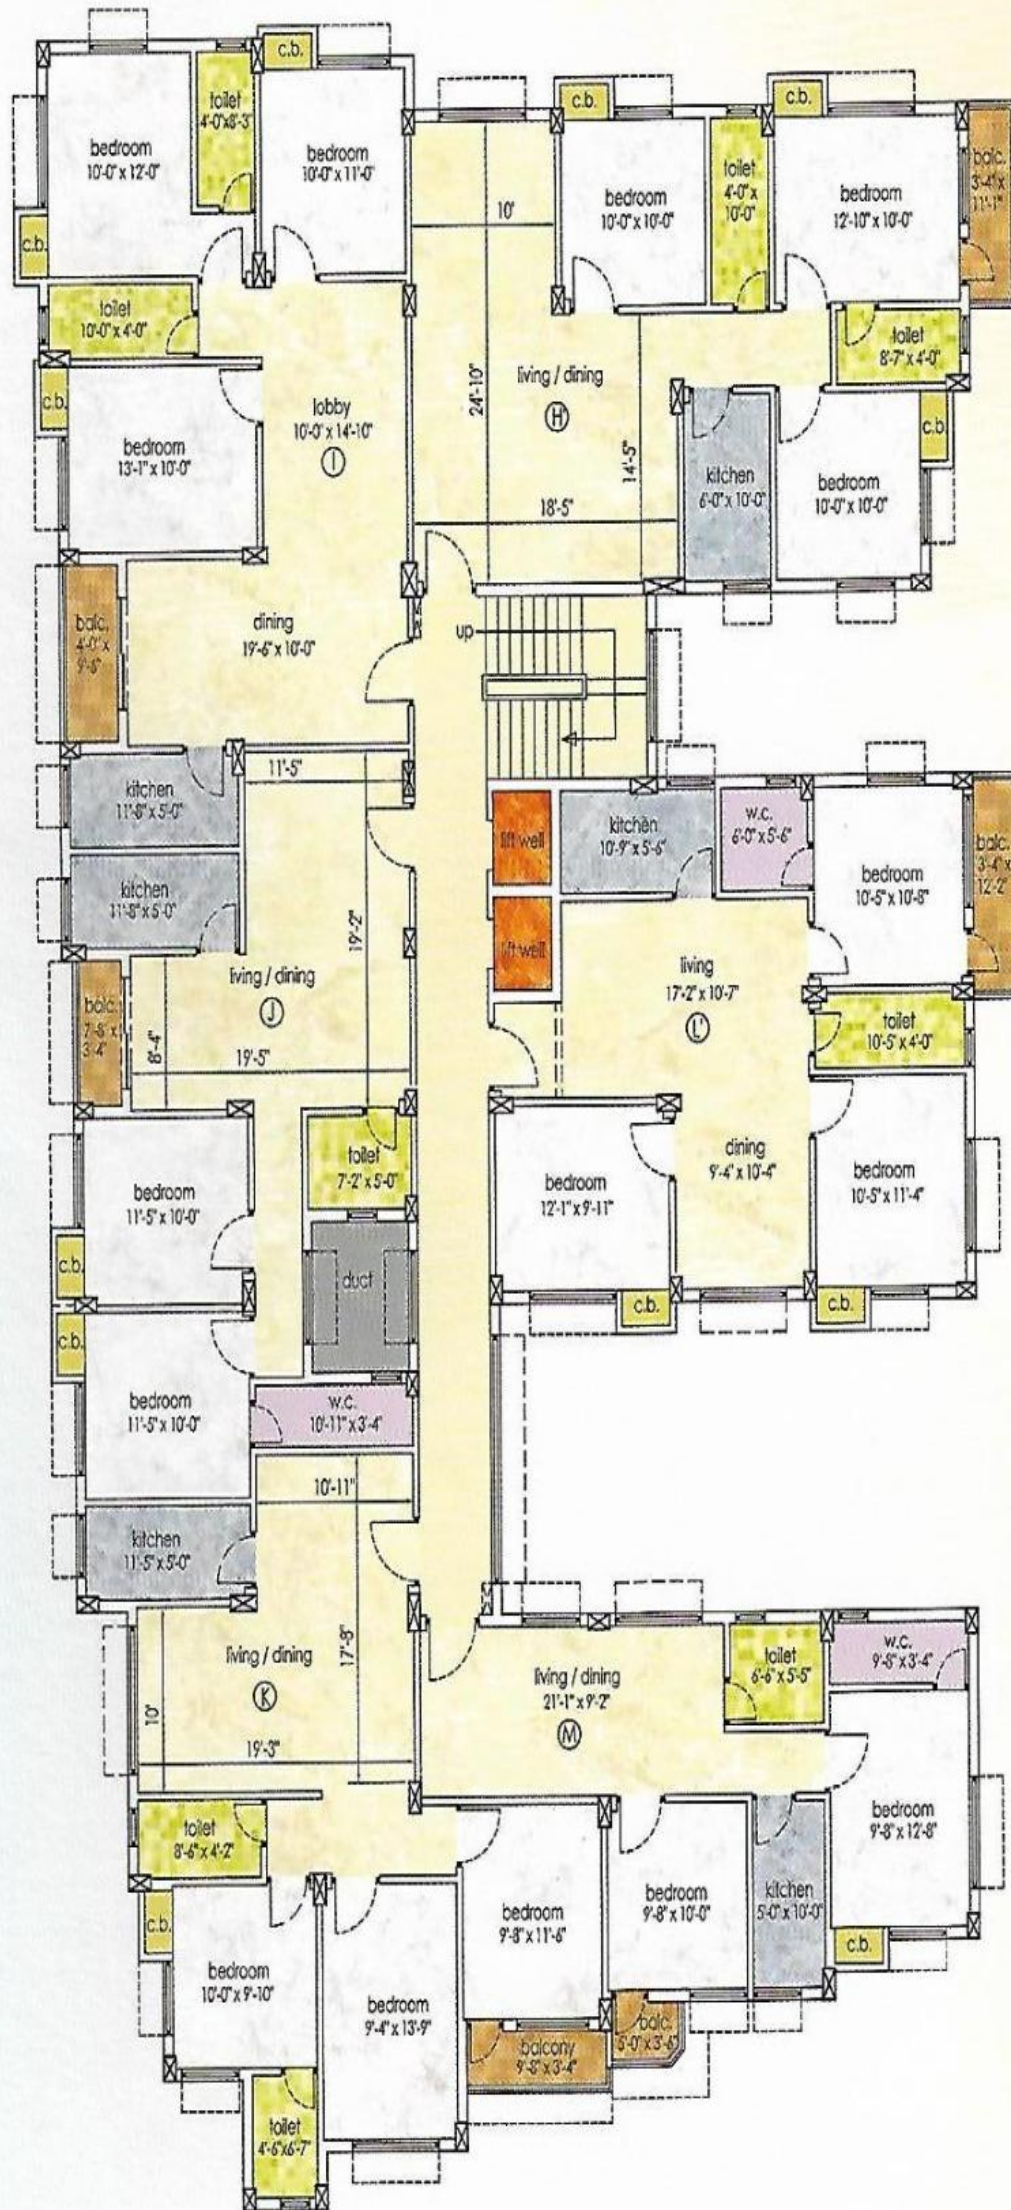 c.b.
toilet
4'-0"x8'-3"
bedroom
10'-0" x 12'-0"
bedroom
10'-0" x 11'-0"
c.b.
toilet
10'-0" x 4'-0"
c.b.
bedroom
13'-1" x 10'-0"
lobby
10'-0" x 14'-10"
I
balc.
4'-0" x
dining
19'-6" x 10'-0"
kitchen
11'-8" x 5'-0"
c.b.
c.b.
10'
bedroom
10'-0" x 10'-0"
toilet
4'-0" x
10'-0"
bedroom
12'-10" x 10'-0"
balc.
3'-4" x
11'-1"
toilet
8'-7" x 4'-0"
24'-10"
living / dining
H
14'-5"
18'-5"
kitchen
6'-0" x 10'-0"
bedroom
10'-0" x 10'-0"
c.b.
up
11'-5"
kitchen
11'-8" x 5'-0"
19'-2"
living / dining
J
balc.
7'-8" x
3'-4"
8'-4"
19'-5"
toilet
7'-2" x 5'-0"
bedroom
11'-5" x 10'-0"
c.b.
duct
c.b.
bedroom
11'-5" x 10'-0"
lift well
lift well
kitchen
10'-9" x 5'-6"
w.c.
6'-0" x 5'-6"
bedroom
10'-5" x 10'-8"
balc.
3'-4" x
12'-2"
living
17'-2" x 10'-7"
L'
toilet
10'-5" x 4'-0"
bedroom
12'-1" x 9'-11"
dining
9'-4" x 10'-4"
bedroom
10'-5" x 11'-4"
c.b.
c.b.
w.c.
10'-11" x 3'-4"
10'-11"
kitchen
11'-5" x 5'-0"
living / dining
K
17'-8"
10'
19'-3"
toilet
8'-6" x 4'-2"
c.b.
bedroom
10'-0" x 9'-10"
bedroom
9'-4" x 13'-9"
toilet
4'-6"x6'-7"
living / dining
21'-1" x 9'-2"
M
toilet
6'-6" x 5'-5"
w.c.
9'-8" x 3'-4"
bedroom
9'-8" x 12'-8"
bedroom
9'-8" x 11'-6"
bedroom
9'-8" x 10'-0"
kitchen
5'-0" x 10'-0"
c.b.
balcony
9'-8" x 3'-4"
balc.
5'-0" x 3'-6"